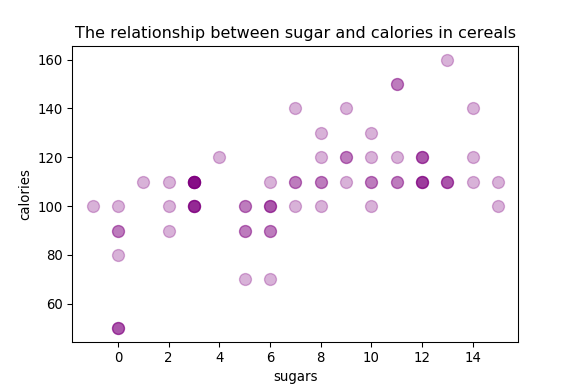 The relationship between sugar and calories in cereals
160
140
120
100
80
60
calories
0 2 4 6 8 10 12 14
sugars